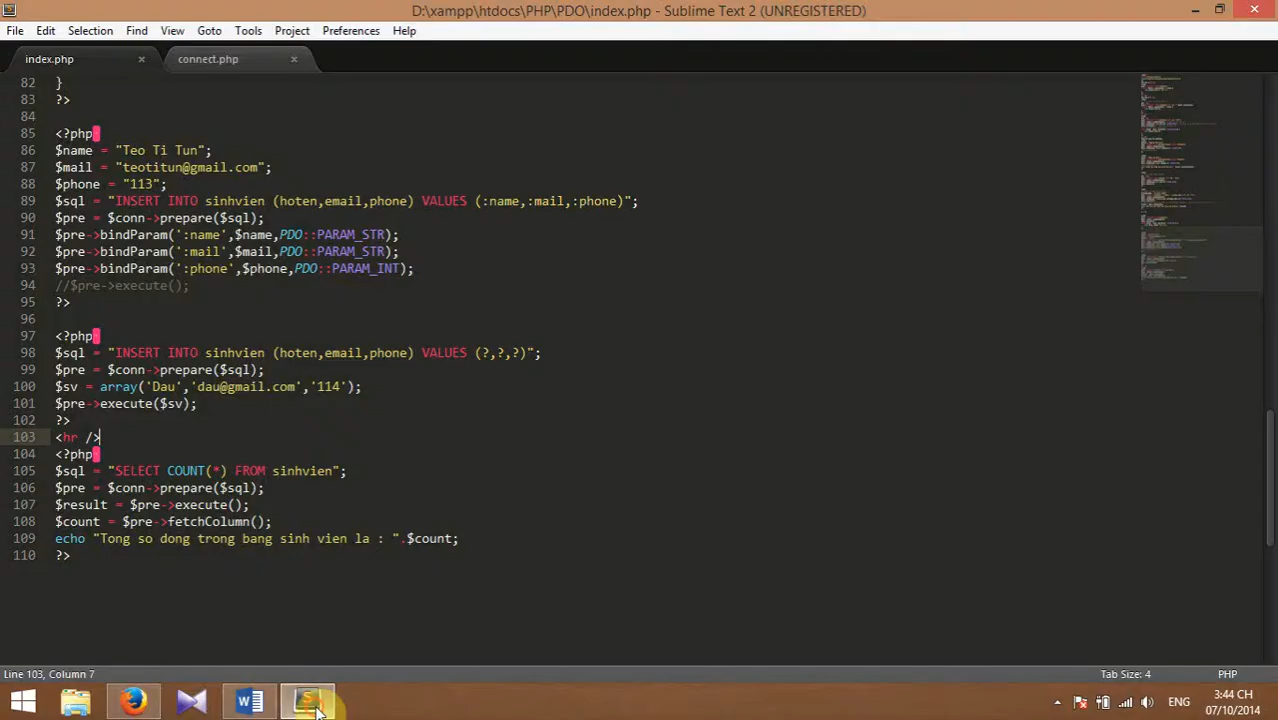 D:\xampp\htdocs\PHP\PDO\index.php - Sublime Text 2 (UNREGISTERED)
File Edit Selection Find View Goto Tools Project Preferences Help
index.php connect.php
82 }
83 ?>
84
85 <?php
86 $name = "Teo Ti Tun";
87 $mail = "teotitun@gmail.com";
88 $phone = "113";
89 $sql = "INSERT INTO sinhvien (hoten,email,phone) VALUES (:name,:mail,:phone)";
90 $pre = $conn->prepare($sql);
91 $pre->bindParam(':name',$name,PDO::PARAM_STR);
92 $pre->bindParam(':mail',$mail,PDO::PARAM_STR);
93 $pre->bindParam(':phone',$phone,PDO::PARAM_INT);
94 //$pre->execute();
95 ?>
96
97 <?php
98 $sql = "INSERT INTO sinhvien (hoten,email,phone) VALUES (?,?,?)";
99 $pre = $conn->prepare($sql);
100 $sv = array('Dau','dau@gmail.com','114');
101 $pre->execute($sv);
102 ?>
103 <hr />
104 <?php
105 $sql = "SELECT COUNT(*) FROM sinhvien";
106 $pre = $conn->prepare($sql);
107 $result = $pre->execute();
108 $count = $pre->fetchColumn();
109 echo "Tong so dong trong bang sinh vien la : ".$count;
110 ?>
Line 103, Column 7 Tab Size: 4 PHP
ENG 3:44 CH
07/10/2014